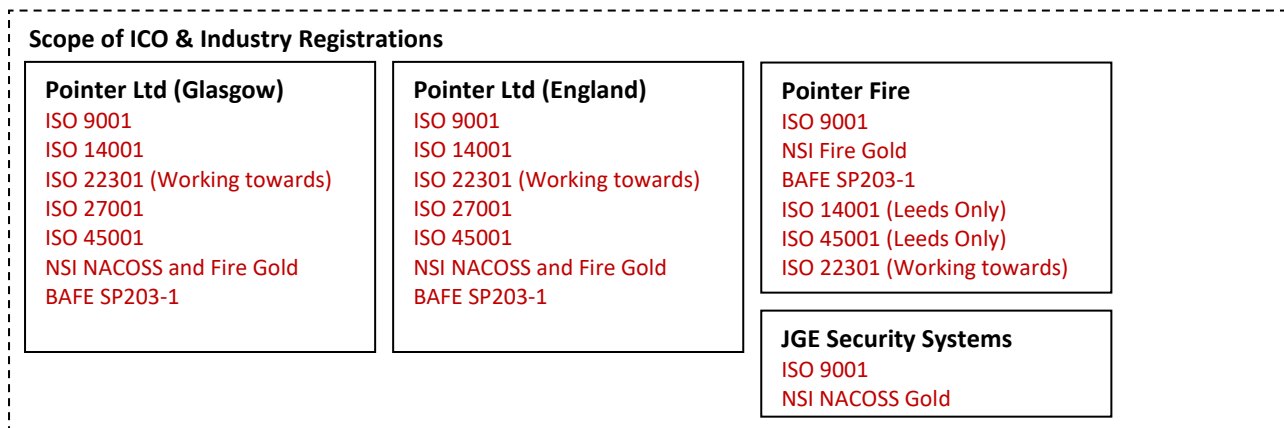 Scope of ICO & Industry Registrations
Pointer Ltd (Glasgow)
ISO 9001
ISO 14001
ISO 22301 (Working towards)
ISO 27001
ISO 45001
NSI NACOSS and Fire Gold
BAFE SP203-1
Pointer Ltd (England)
ISO 9001
ISO 14001
ISO 22301 (Working towards)
ISO 27001
ISO 45001
NSI NACOSS and Fire Gold
BAFE SP203-1
Pointer Fire
ISO 9001
NSI Fire Gold
BAFE SP203-1
ISO 14001 (Leeds Only)
ISO 45001 (Leeds Only)
ISO 22301 (Working towards)
JGE Security Systems
ISO 9001
NSI NACOSS Gold